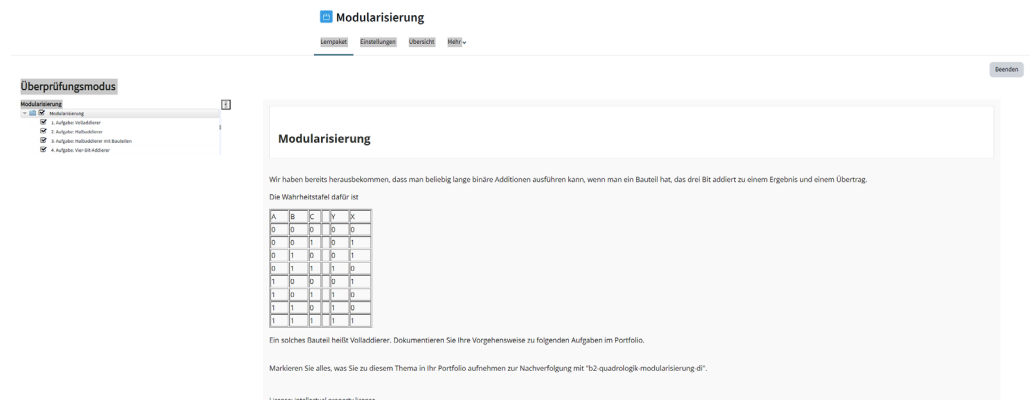 Modularisierung
Lernpaket Einstellungen Übersicht Mehr
Beenden
Überprüfungsmodus
Modularisierung
Modularisierung
1. Aufgabe: Volladdierer
2. Aufgabe: Halbaddierer
3. Aufgabe: Halbaddierer mit Bauteilen
4. Aufgabe: Vier-Bit-Addierer
Modularisierung
Wir haben bereits herausbekommen, dass man beliebig lange binäre Additionen ausführen kann, wenn man ein Bauteil hat, das drei Bit addiert zu einem Ergebnis und einem Übertrag.
Die Wahrheitstafel dafür ist
A B C Y X
0 0 0 0 0
0 0 1 0 1
0 1 0 0 1
0 1 1 1 0
1 0 0 0 1
1 0 1 1 0
1 1 0 1 0
1 1 1 1 1
Ein solches Bauteil heißt Volladdierer. Dokumentieren Sie Ihre Vorgehensweise zu folgenden Aufgaben im Portfolio.
Markieren Sie alles, was Sie zu diesem Thema in Ihr Portfolio aufnehmen zur Nachverfolgung mit "b2-quadrologik-modularisierung-di".